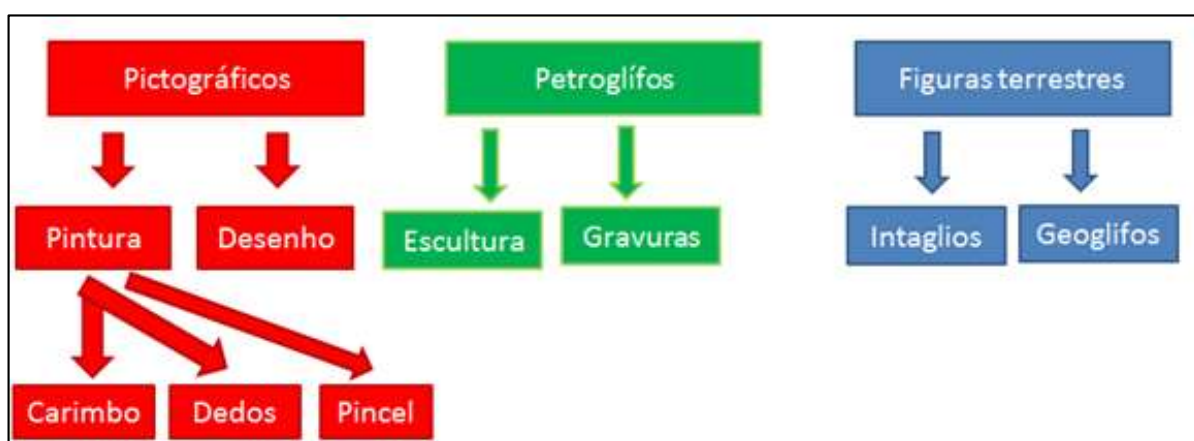 Pictográficos
Petroglífos
Figuras terrestres
Pintura
Desenho
Escultura
Gravuras
Intaglios
Geoglifos
Carimbo
Dedos
Pincel